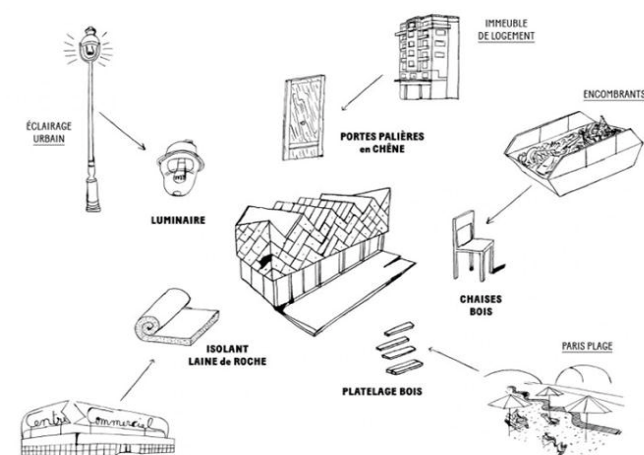 IMMEUBLE
DE LOGEMENT
ENCOMBRANTS
ÉCLAIRAGE
URBAIN
PORTES PALIÈRES
en CHÊNE
LUMINAIRE
CHAISES
BOIS
ISOLANT
LAINE de ROCHE
PARIS PLAGE
PLATELAGE BOIS
Centre Commercial